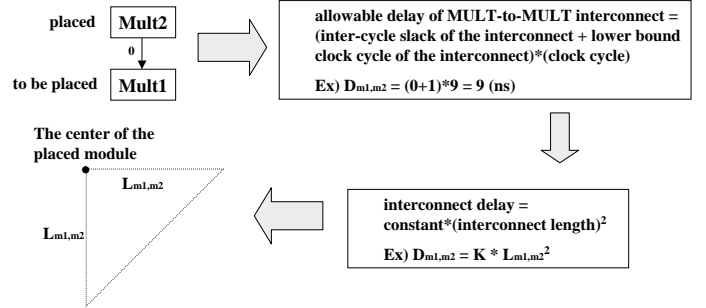 placed Mult2
0
to be placed Mult1
allowable delay of MULT-to-MULT interconnect =
(inter-cycle slack of the interconnect + lower bound
clock cycle of the interconnect)*(clock cycle)
Ex) Dm1,m2 = (0+1)*9 = 9 (ns)
The center of the
placed module
Lm1,m2
Lm1,m2
interconnect delay =
constant*(interconnect length)²
Ex) Dm1,m2 = K * Lm1,m2²